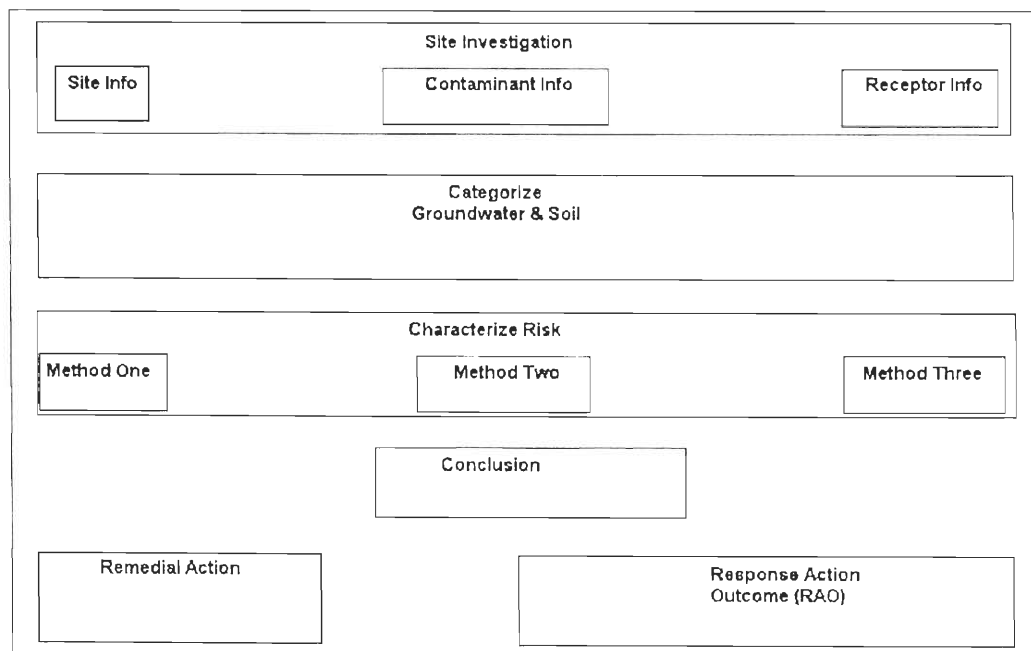 Site Investigation
Site Info
Contaminant Info
Receptor Info
Categorize
Groundwater & Soil
Characterize Risk
Method One
Method Two
Method Three
Conclusion
Remedial Action
Response Action
Outcome (RAO)